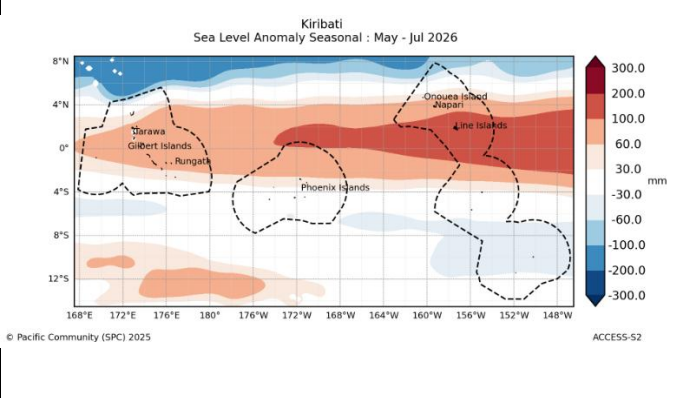 Kiribati
Sea Level Anomaly Seasonal : May - Jul 2026
8°N
4°N
0°
4°S
8°S
12°S
168°E 172°E 176°E 180° 176°W 172°W 168°W 164°W 160°W 156°W 152°W 148°W
Onouea Island
Napari
Tarawa
Line Islands
Gilbert Islands
Rungata
Phoenix Islands
300.0
200.0
100.0
60.0
30.0
-30.0
-60.0
-100.0
-200.0
-300.0
mm
© Pacific Community (SPC) 2025
ACCESS-S2